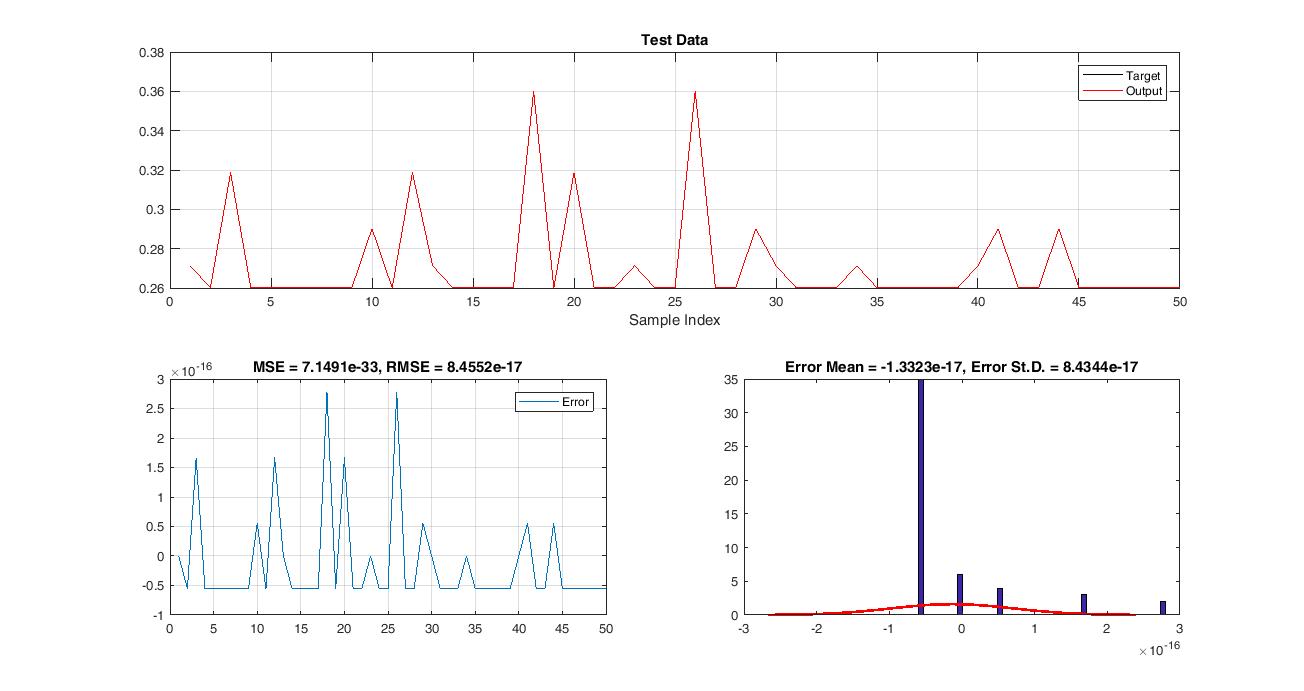 Test Data
0.38
0.36
0.34
0.32
0.3
0.28
0.26
Target
Output
0 5 10 15 20 25 30 35 40 45 50
Sample Index
×10-16
MSE = 7.1491e-33, RMSE = 8.4552e-17
3
2.5
2
1.5
1
0.5
0
-0.5
-1
Error
0 5 10 15 20 25 30 35 40 45 50
Error Mean = -1.3323e-17, Error St.D. = 8.4344e-17
35
30
25
20
15
10
5
0
-3 -2 -1 0 1 2 3
×10-16